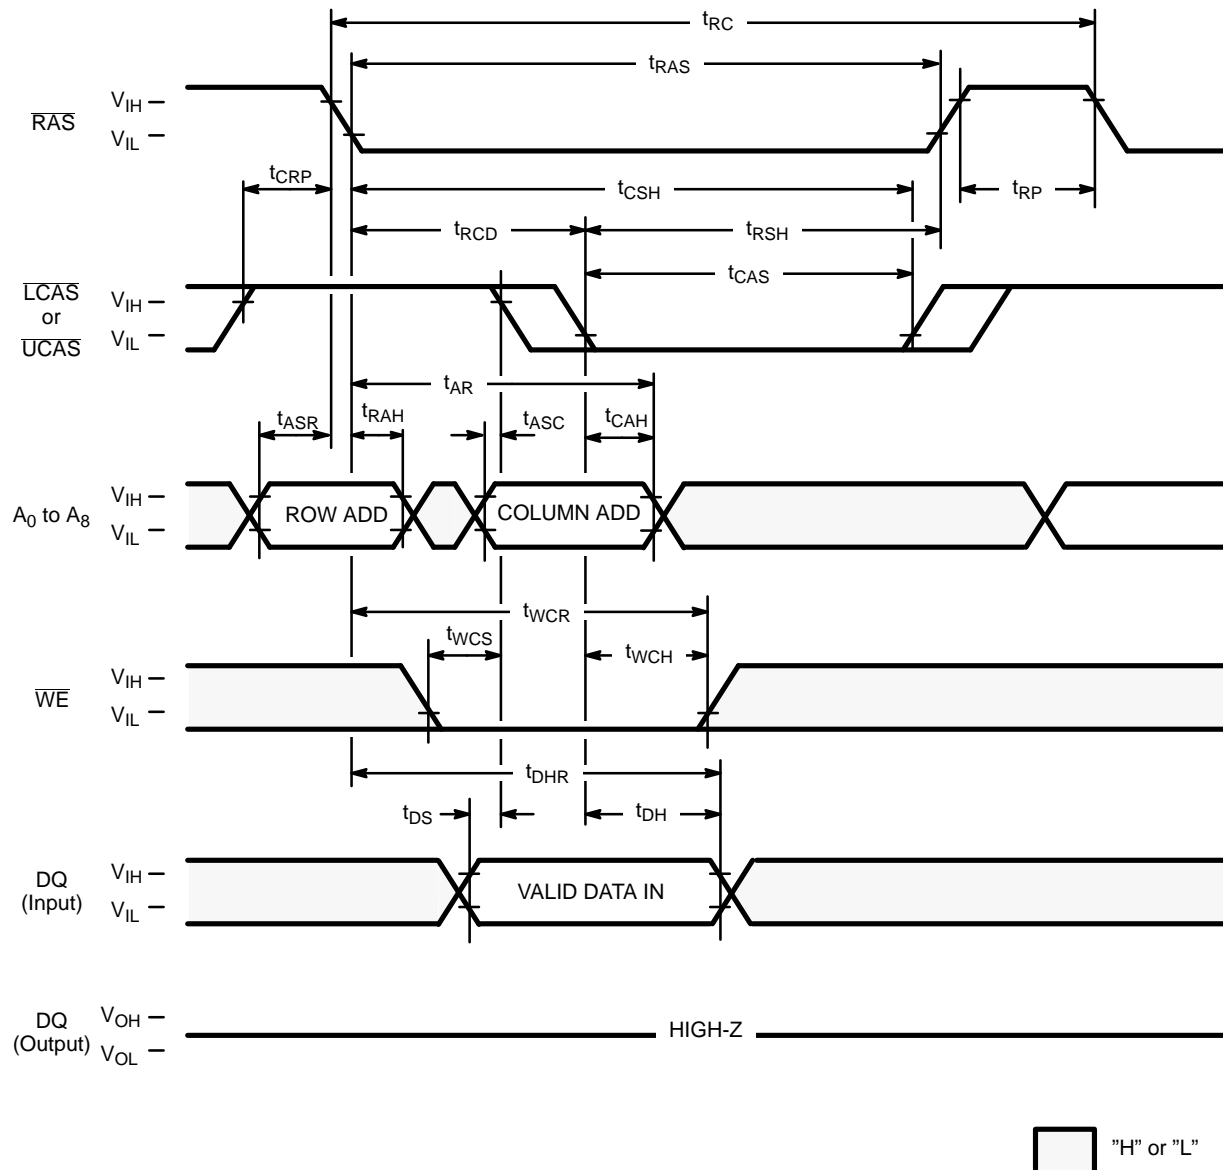 tRC
tRAS
RAS
VIH
VIL
tCRP
tCSH
tRP
tRCD
tRSH
tCAS
LCAS
or
UCAS
VIH
VIL
tAR
tASR
tRAH
tASC
tCAH
A0 to A8
VIH
VIL
ROW ADD
COLUMN ADD
tWCR
tWCS
tWCH
WE
VIH
VIL
tDHR
tDS
tDH
DQ
(Input)
VIH
VIL
VALID DATA IN
DQ
(Output)
VOH
VOL
HIGH-Z
”H” or ”L”